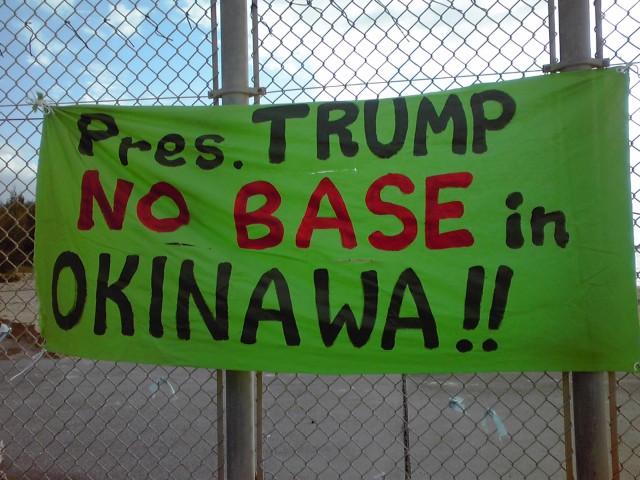 Pres. TRUMP
NO BASE in
OKINAWA!!